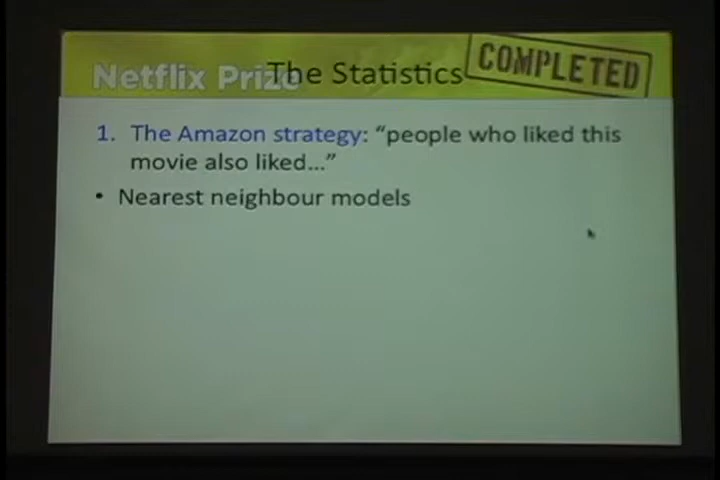 Netflix Prize
The Statistics
COMPLETED
1. The Amazon strategy: “people who liked this
movie also liked...”
• Nearest neighbour models